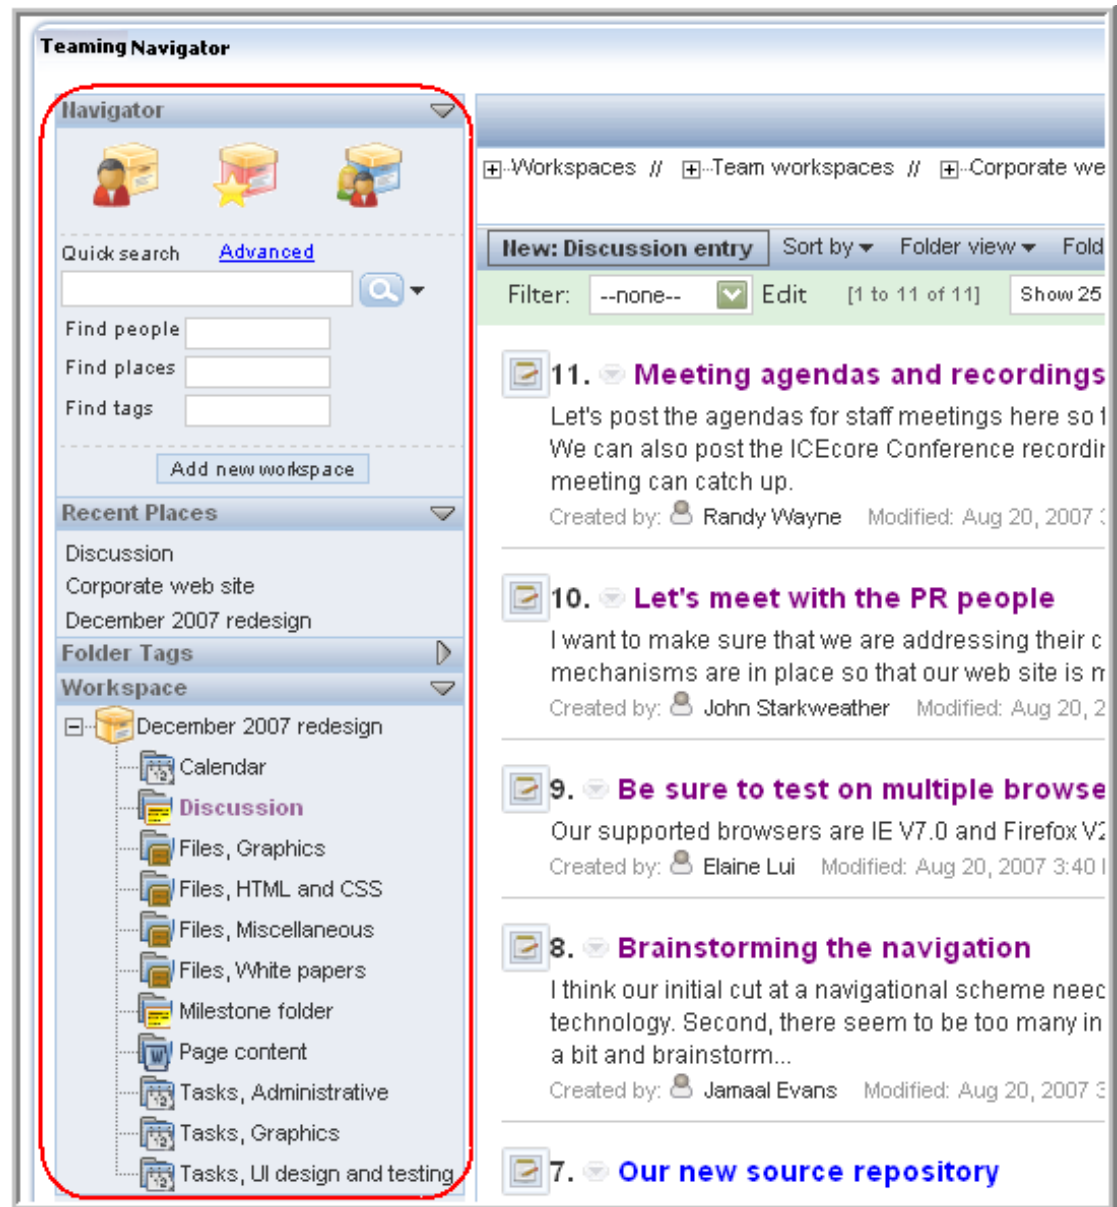 Teaming Navigator
Navigator
Quick search Advanced
Find people
Find places
Find tags
Add new workspace
Recent Places
Discussion
Corporate web site
December 2007 redesign
Folder Tags
Workspace
December 2007 redesign
Calendar
Discussion
Files, Graphics
Files, HTML and CSS
Files, Miscellaneous
Files, White papers
Milestone folder
Page content
Tasks, Administrative
Tasks, Graphics
Tasks, UI design and testing
Workspaces // Team workspaces // Corporate we
New: Discussion entry Sort by Folder view Fold
Filter: --none-- Edit [1 to 11 of 11] Show 25
11. Meeting agendas and recordings
Let's post the agendas for staff meetings here so
We can also post the ICEcore Conference
meeting can catch up.
Created by: Randy Wayne Modified: Aug 20, 2007
10. Let's meet with the PR people
I want to make sure that we are addressing their c
mechanisms are in place so that our web site is
Created by: John Starkweather Modified: Aug 20, 2
9. Be sure to test on multiple browse
Our supported browsers are IE V7.0 and Firefox
Created by: Elaine Lui Modified: Aug 20, 2007 3:40
8. Brainstorming the navigation
I think our initial cut at a navigational scheme neec
technology. Second, there seem to be too many in
a bit and brainstorm...
Created by: Jamaal Evans Modified: Aug 20, 2007
7. Our new source repository